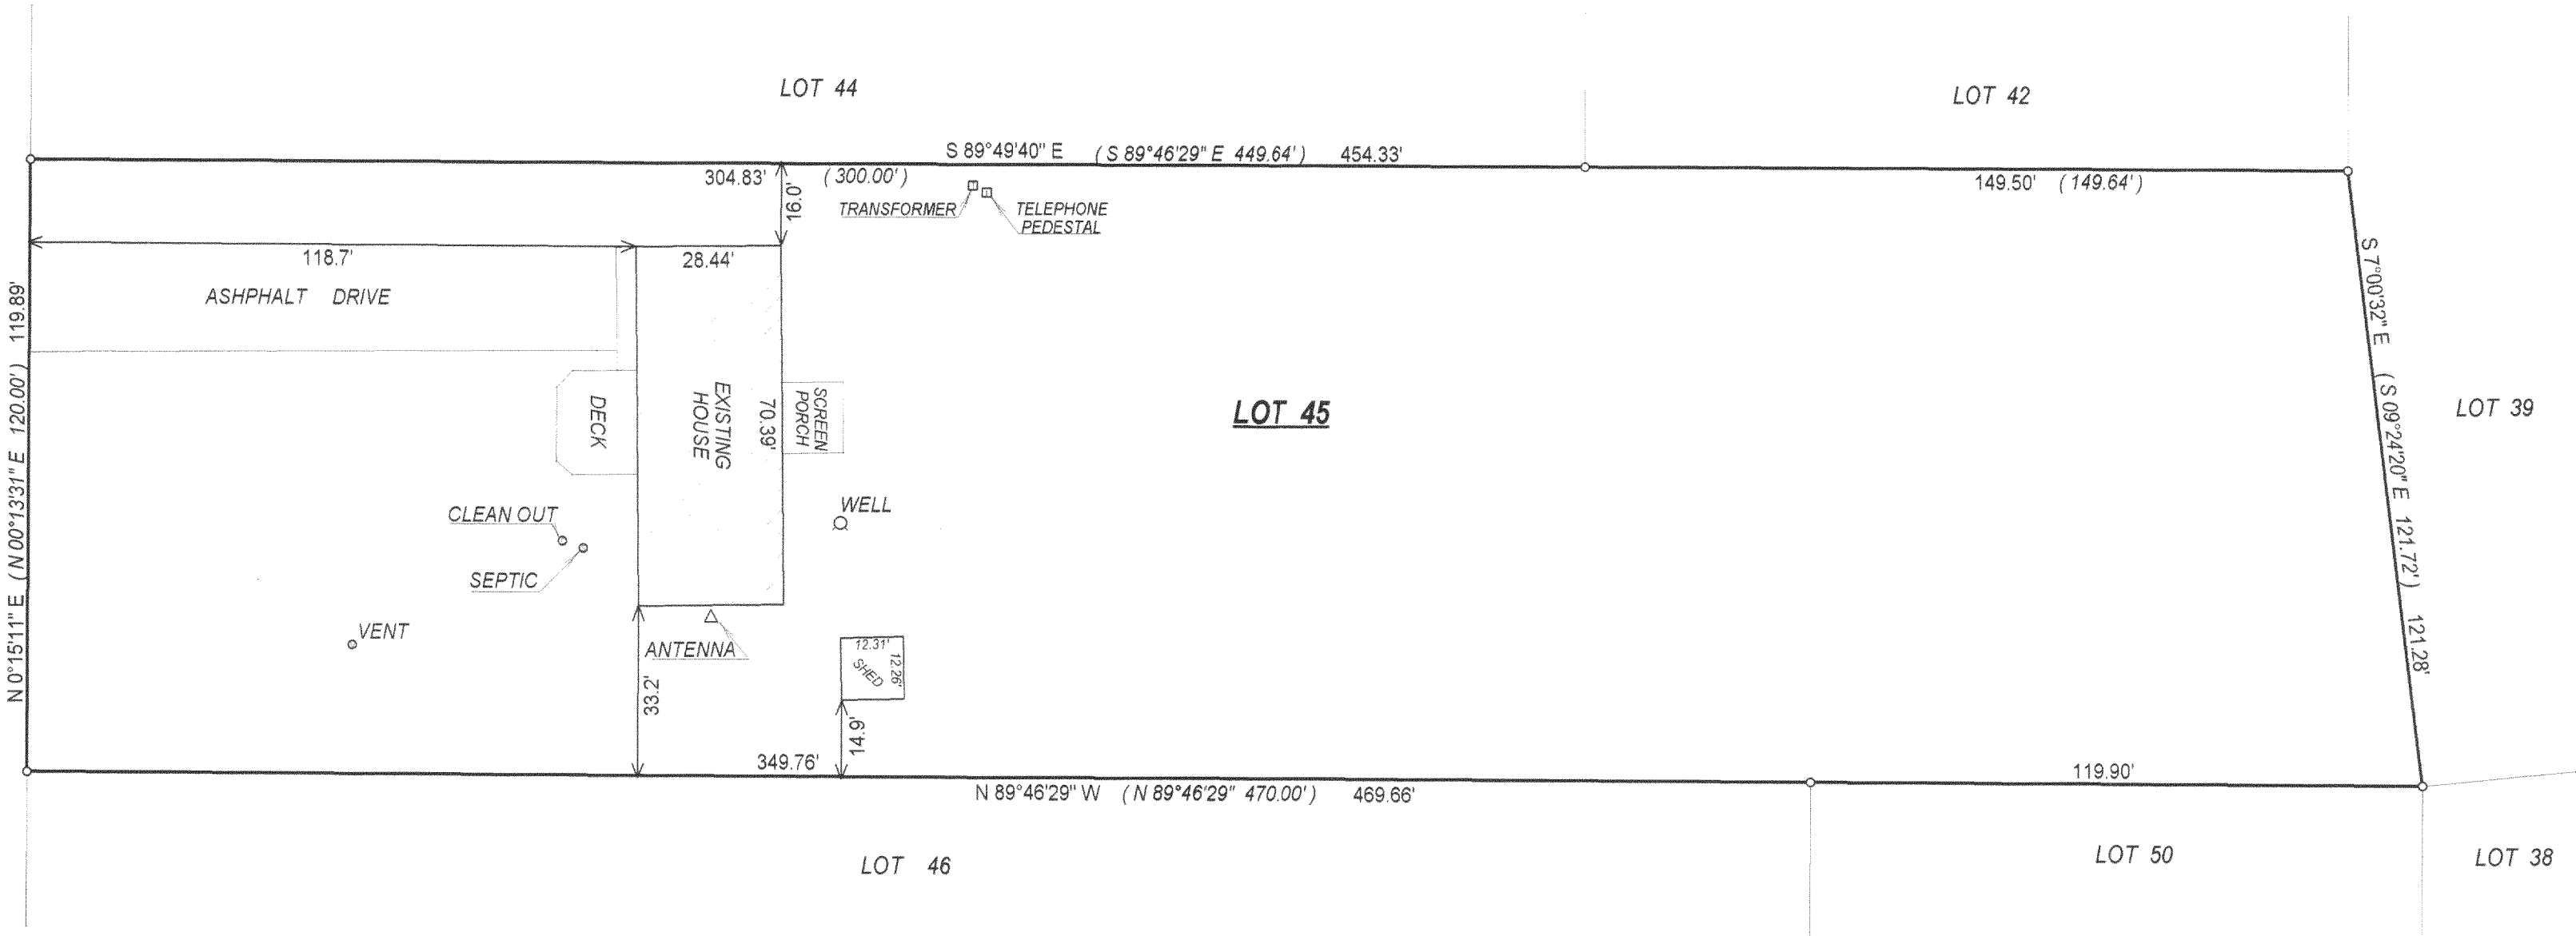 LOT 44
LOT 42
S 89°49'40" E (S 89°46'29" E 449.64') 454.33'
304.83' (300.00')
149.50' (149.64')
16.0'
TRANSFORMER
TELEPHONE
PEDESTAL
118.7'
28.44'
ASHPHALT DRIVE
N 0°15'11" E (N 00°13'31" E 120.00') 119.89'
DECK
EXISTING
HOUSE
70.39'
SCREEN
PORCH
LOT 45
S 7°00'32" E (S 09°24'20" E 121.72') 121.28'
LOT 39
CLEAN OUT
SEPTIC
WELL
VENT
ANTENNA
12.31'
12.26'
SHED
33.2'
14.9'
349.76'
119.90'
N 89°46'29" W (N 89°46'29" 470.00') 469.66'
LOT 46
LOT 50
LOT 38